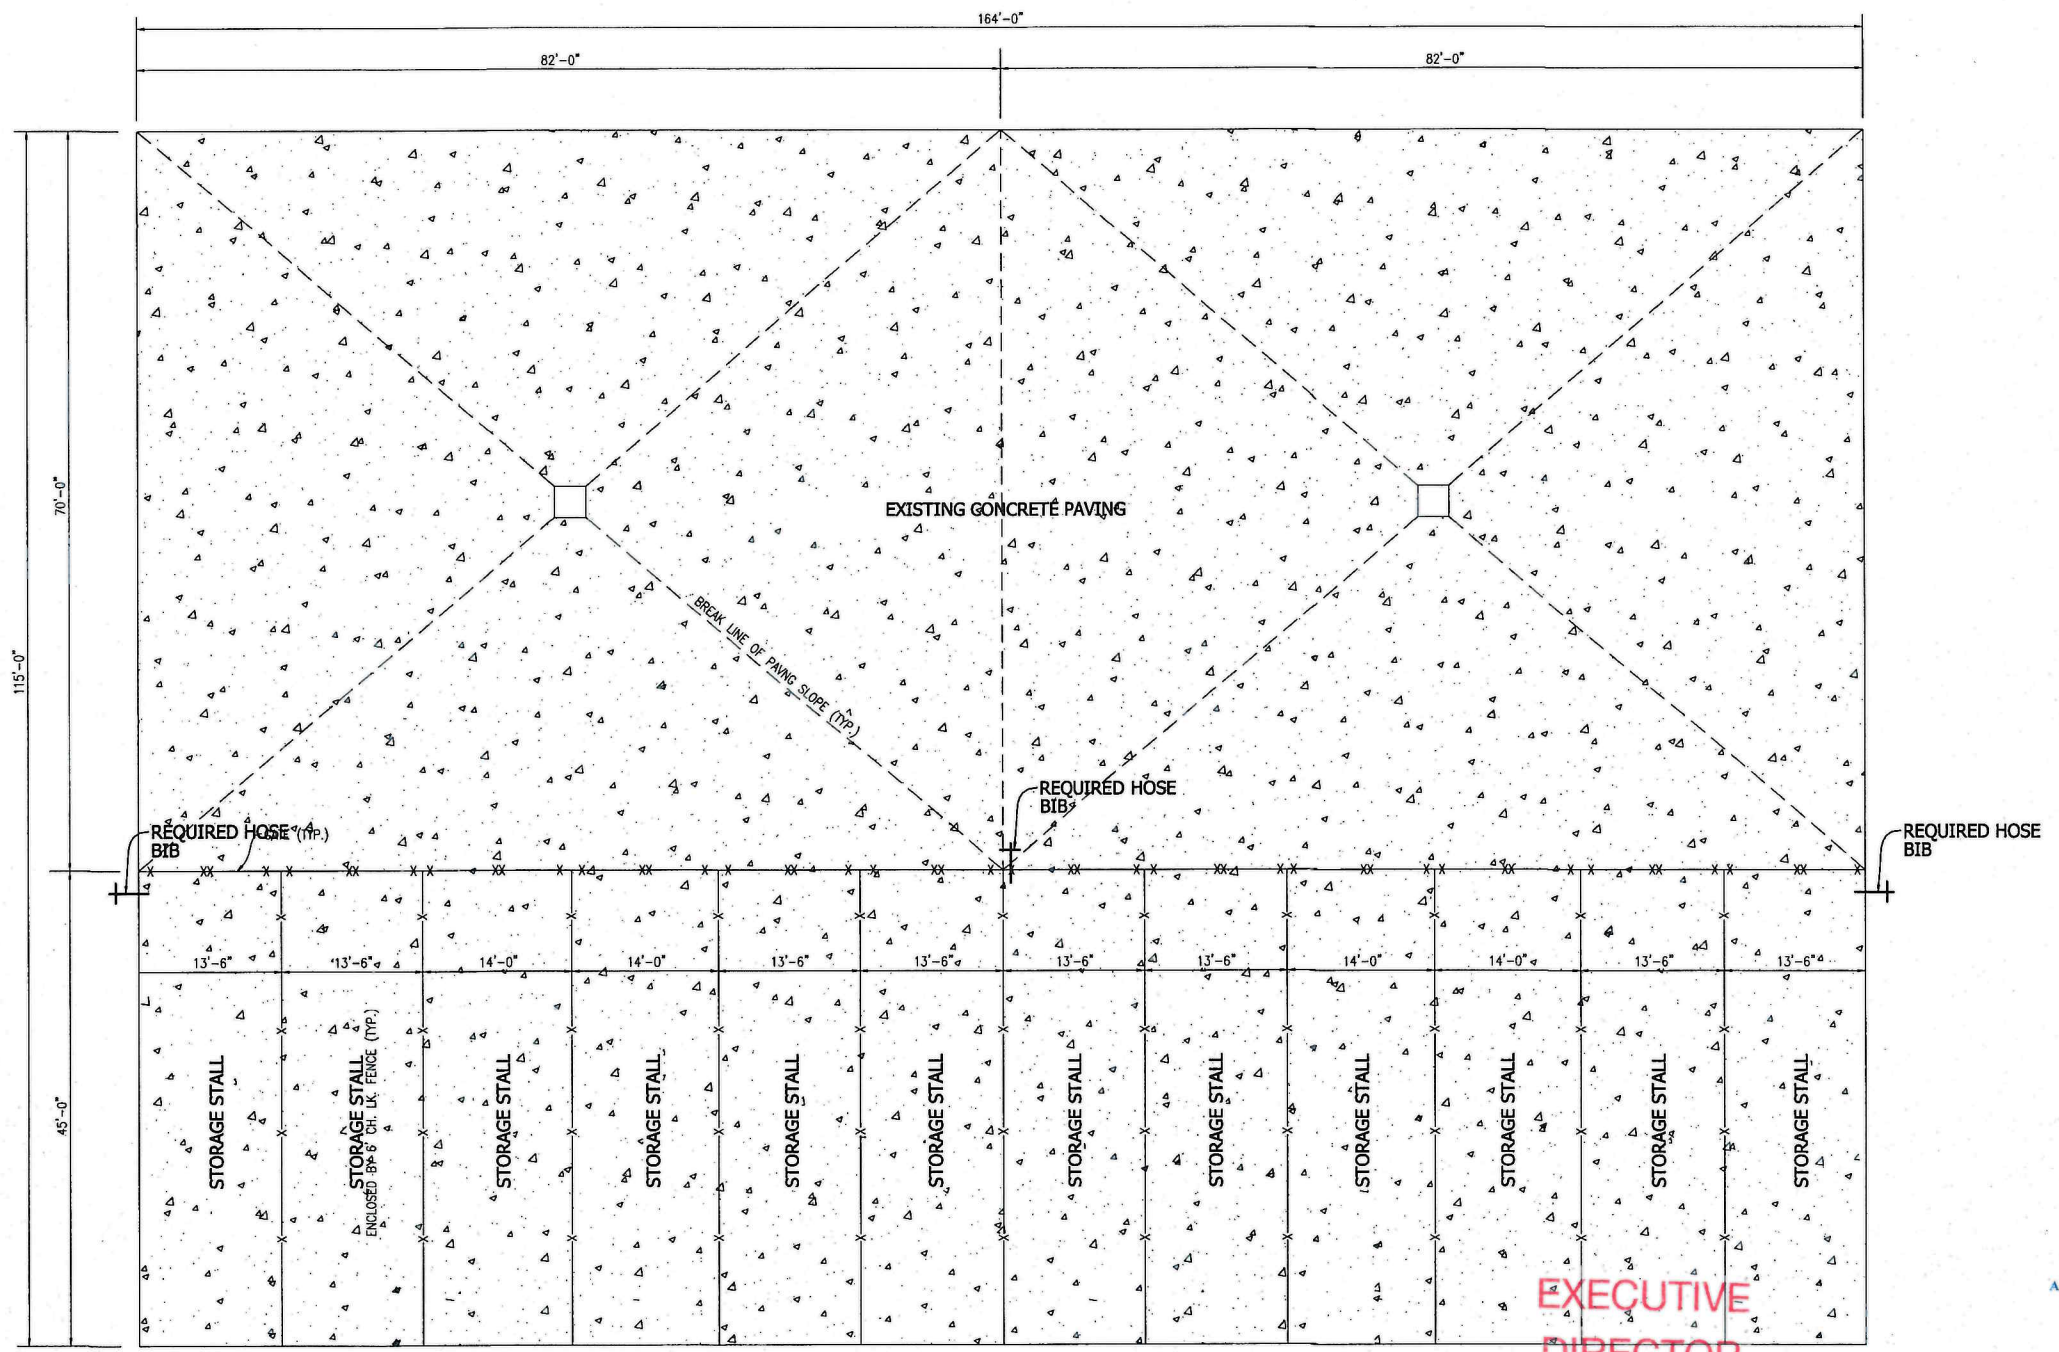 164'-0"
82'-0"
82'-0"
70'-0"
115'-0"
45'-0"
EXISTING CONCRETE PAVING
BREAK LINE OF PAVNG SLOPE (TYP.)
REQUIRED HOSE
BIB
REQUIRED HOSE
BIB
REQUIRED HOSE
BIB
(TYP.)
13'-6"
13'-6"
14'-0"
14'-0"
13'-6"
13'-6"
13'-6"
13'-6"
14'-0"
14'-0"
13'-6"
13'-6"
STORAGE STALL
STORAGE STALL
ENCLOSED BY 6' CH. LK. FENCE (TYP.)
STORAGE STALL
STORAGE STALL
STORAGE STALL
STORAGE STALL
STORAGE STALL
STORAGE STALL
STORAGE STALL
STORAGE STALL
STORAGE STALL
STORAGE STALL
EXECUTIVE
DIRECTOR
A